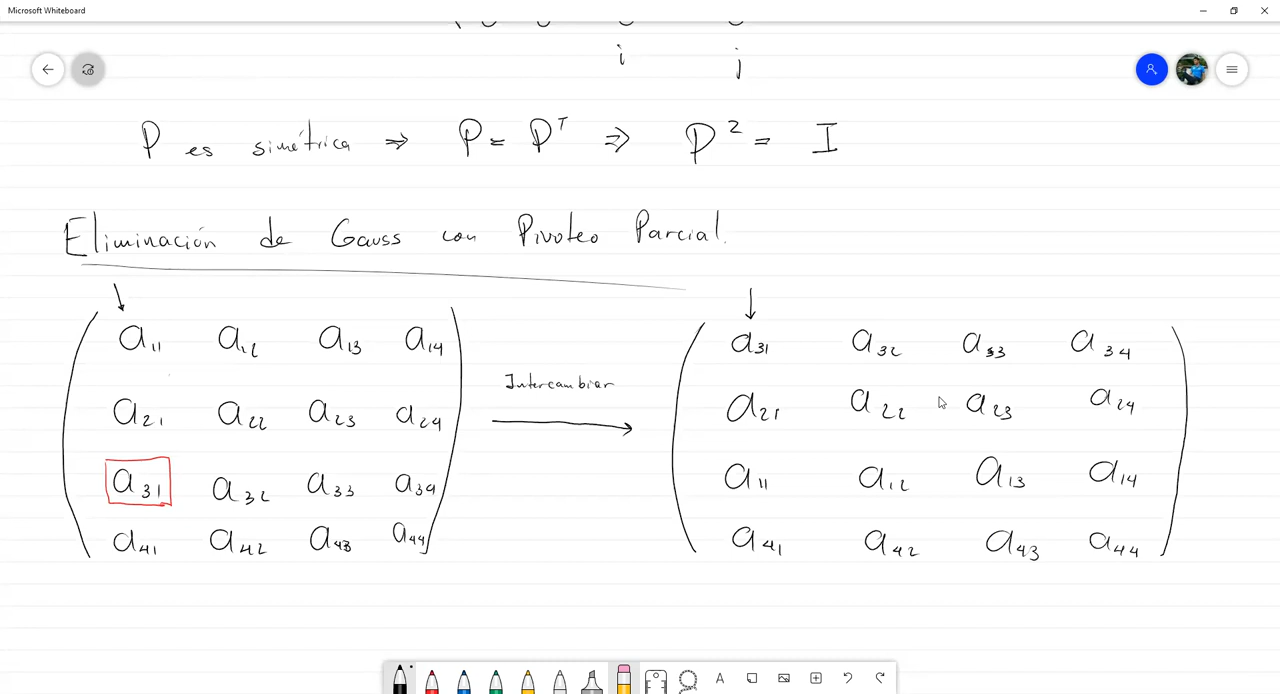 Microsoft Whiteboard
i j
P es simétrica => P = P^T => P^2 = I
Eliminación de Gauss con Pivoteo Parcial.
a11 a12 a13 a14
a21 a22 a23 a24
a31 a32 a33 a34
a41 a42 a43 a44
Intercambiar
a31 a32 a33 a34
a21 a22 a23 a24
a11 a12 a13 a14
a41 a42 a43 a44